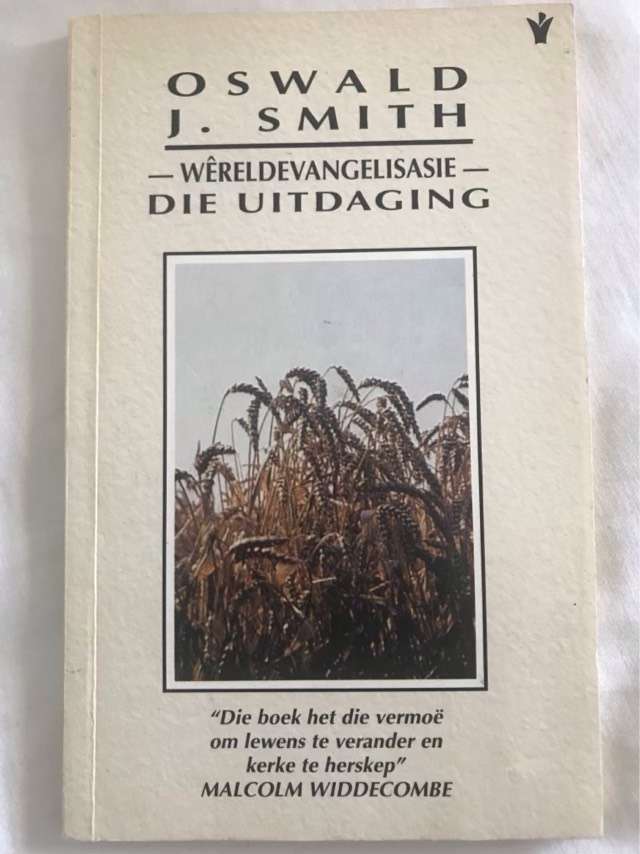 OSWALD
J. SMITH
— WÊRELDEVANGELISASIE —
DIE UITDAGING
“Die boek het die vermoë
om lewens te verander en
kerke te herskep”
MALCOLM WIDDECOMBE